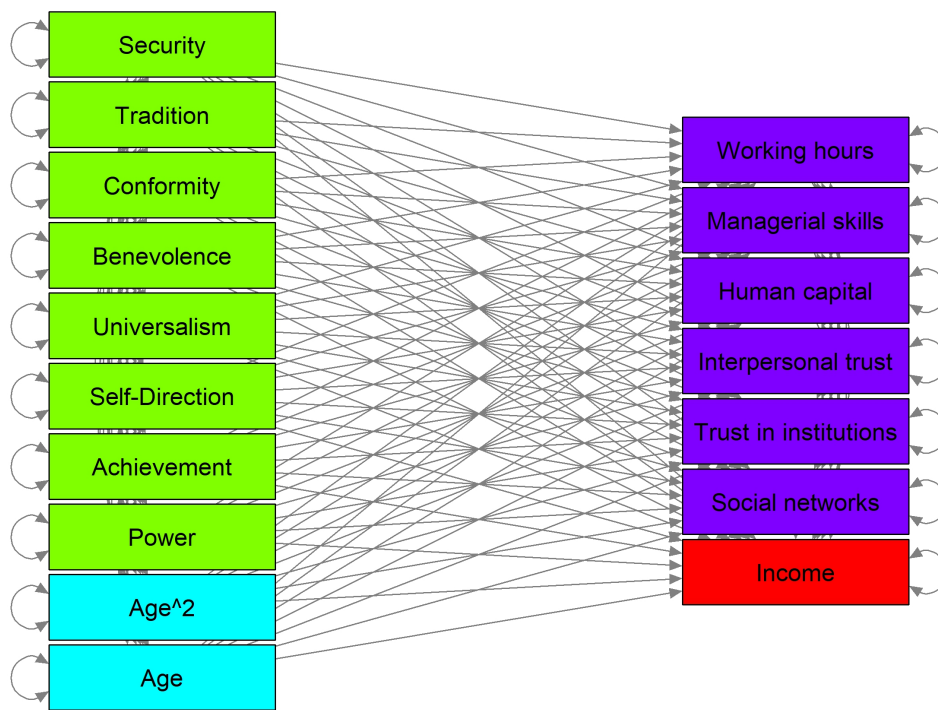 Security
Tradition
Conformity
Benevolence
Universalism
Self-Direction
Achievement
Power
Age^2
Age
Working hours
Managerial skills
Human capital
Interpersonal trust
Trust in institutions
Social networks
Income